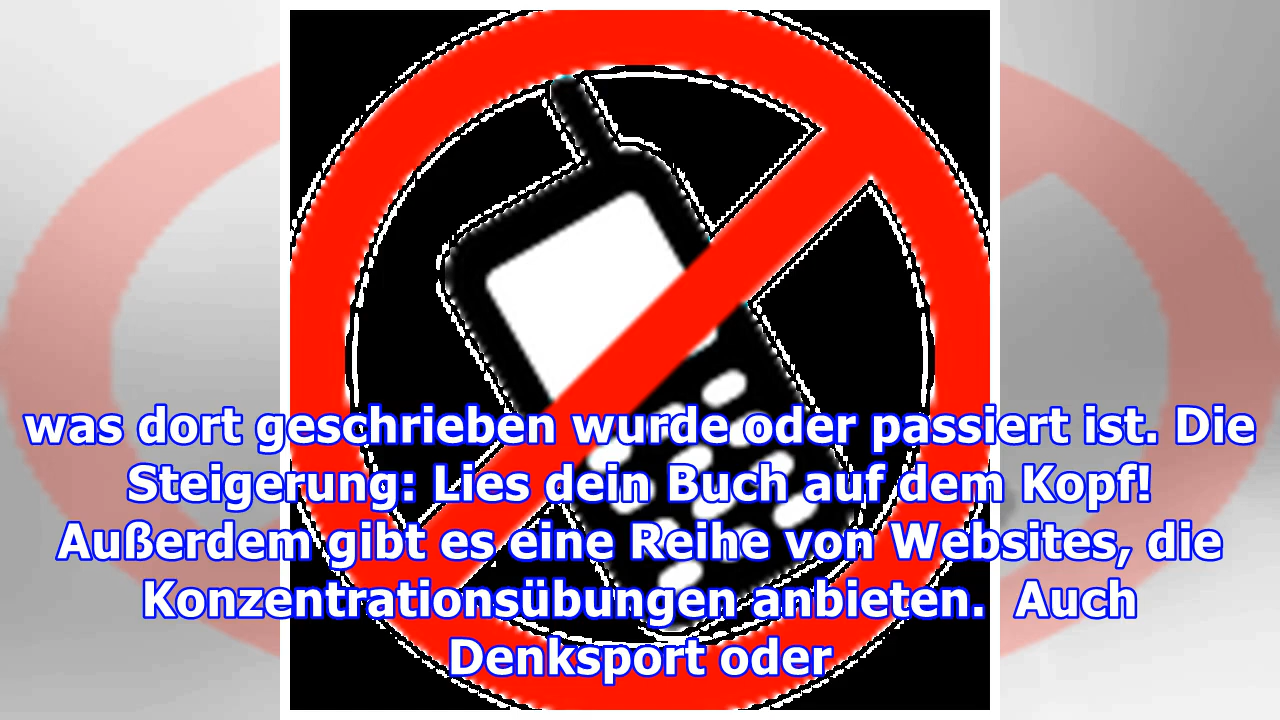 was dort geschrieben wurde oder passiert ist. Die
Steigerung: Lies dein Buch auf dem Kopf!
Außerdem gibt es eine Reihe von Websites, die
Konzentrationsübungen anbieten.  Auch
Denksport oder